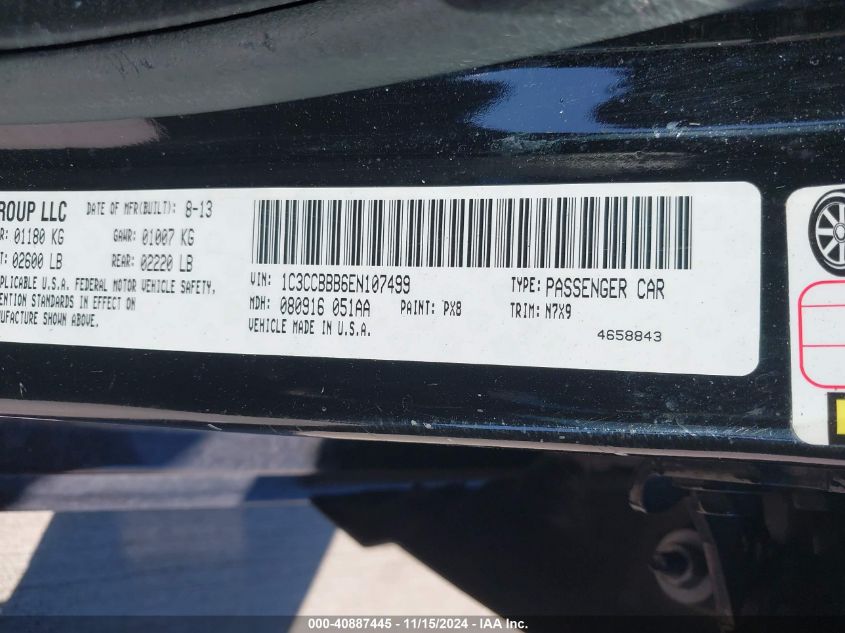 ROUP LLC DATE OF MFR(BUILT): 8-13
R: 01180 KG GAWR: 01007 KG
T: 02600 LB REAR: 02220 LB
PLICABLE U.S.A. FEDERAL MOTOR VEHICLE SAFETY,
ENTION STANDARDS IN EFFECT ON
NUFACTURE SHOWN ABOVE.
VIN: 1C3CCBBB6EN107499 TYPE: PASSENGER CAR
MDH: 080916 051AA PAINT: PX8 TRIM: N7X9
VEHICLE MADE IN U.S.A.
4658843
000-40887445 - 11/15/2024 - IAA Inc.